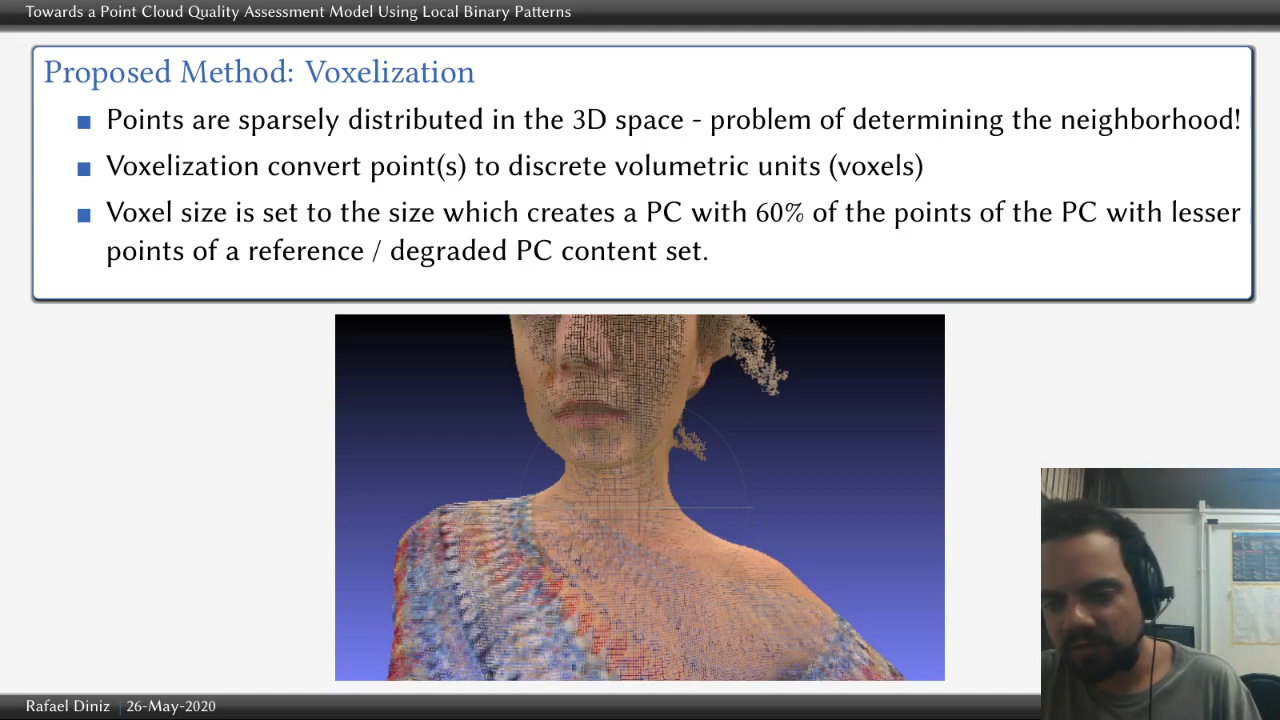 Towards a Point Cloud Quality Assessment Model Using Local Binary Patterns
Proposed Method: Voxelization
Points are sparsely distributed in the 3D space - problem of determining the neighborhood!
Voxelization convert point(s) to discrete volumetric units (voxels)
Voxel size is set to the size which creates a PC with 60% of the points of the PC with lesser
points of a reference / degraded PC content set.
Rafael Diniz | 26-May-2020